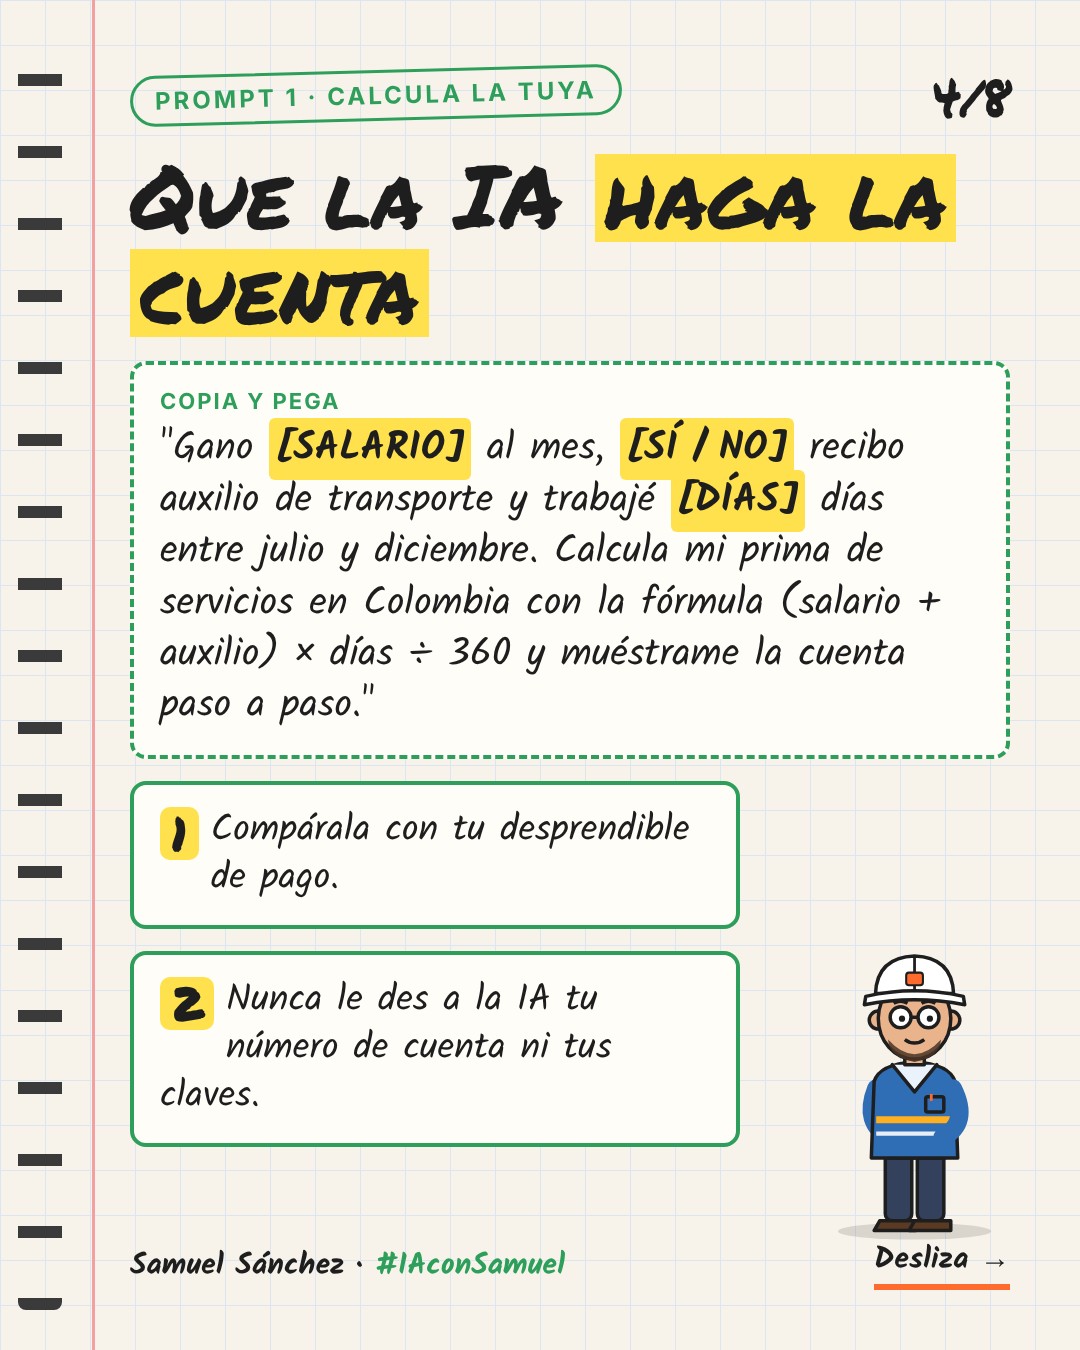 PROMPT 1 · CALCULA LA TUYA
4/8
QUE LA IA HAGA LA
CUENTA
COPIA Y PEGA
"Gano [SALARIO] al mes, [SÍ / NO] recibo
auxilio de transporte y trabajé [DÍAS] días
entre julio y diciembre. Calcula mi prima de
servicios en Colombia con la fórmula (salario +
auxilio) × días ÷ 360 y muéstrame la cuenta
paso a paso."
1 Compárala con tu desprendible
de pago.
2 Nunca le des a la IA tu
número de cuenta ni tus
claves.
Samuel Sánchez · #IAconSamuel
Desliza →